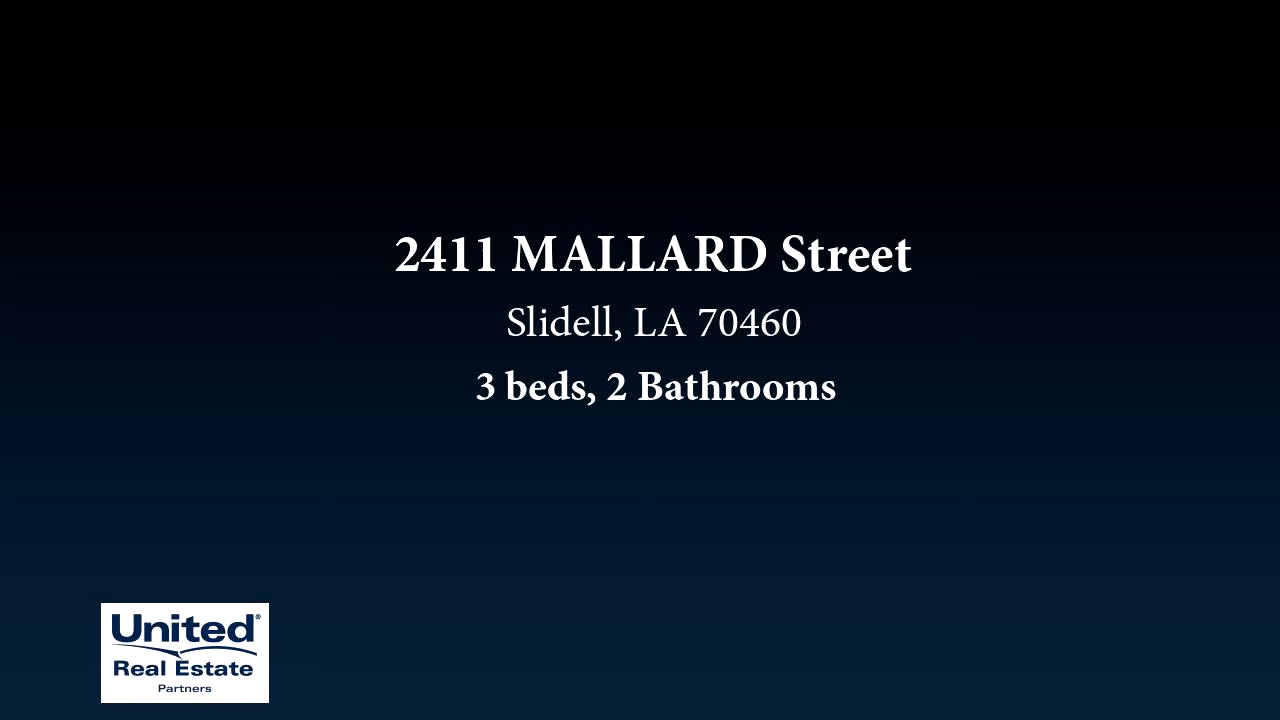 2411 MALLARD Street
Slidell, LA 70460
3 beds, 2 Bathrooms
United®
Real Estate
Partners